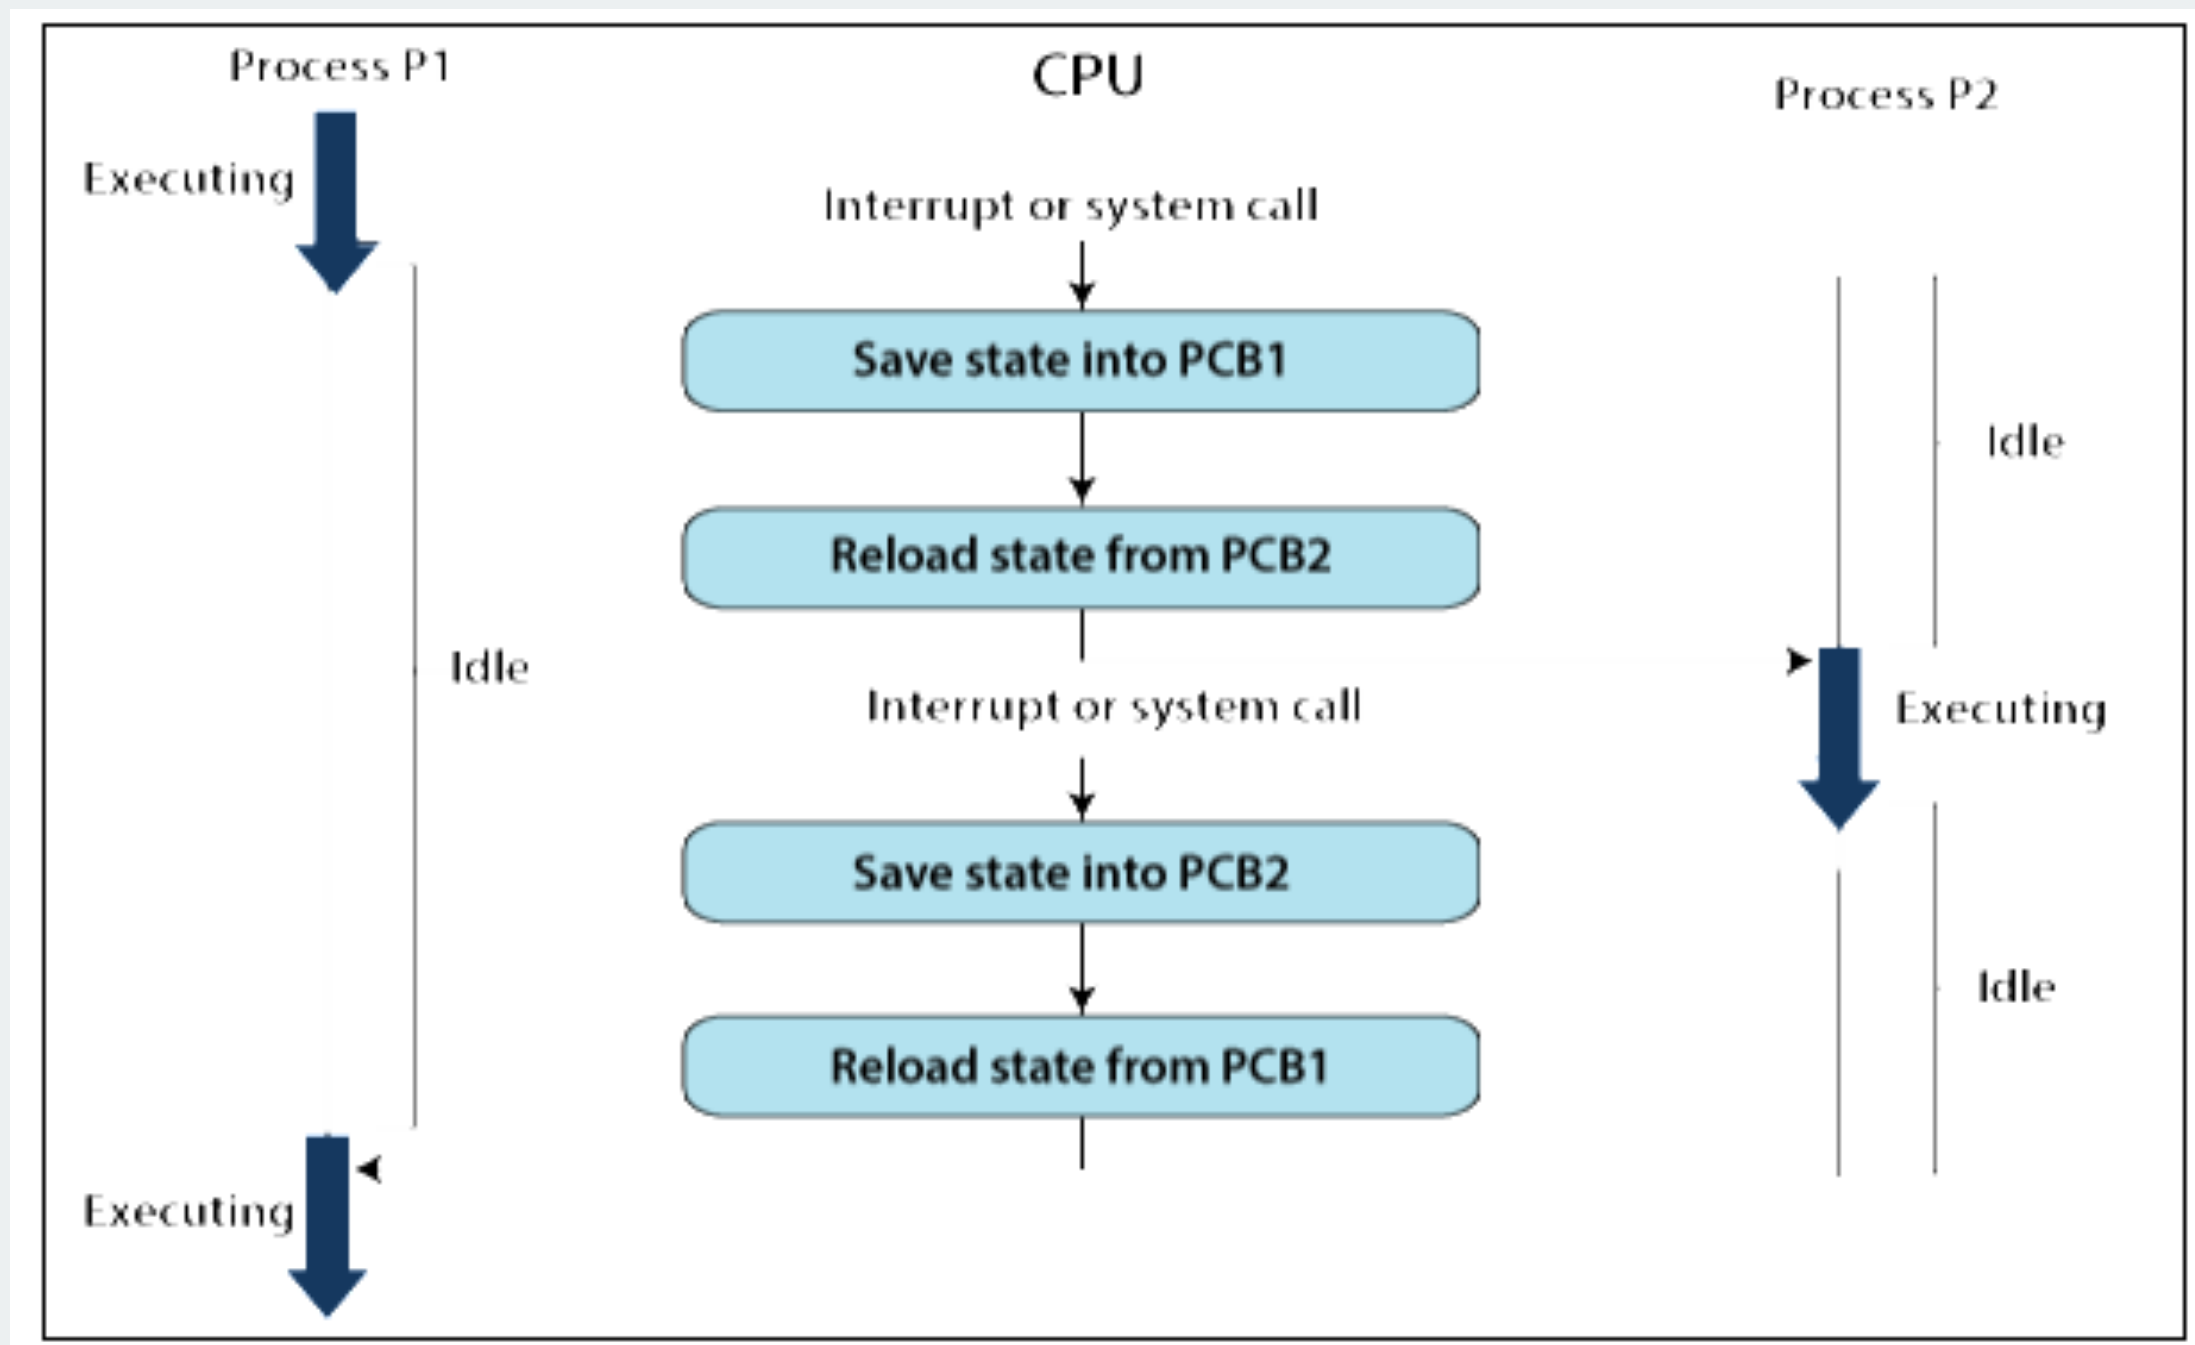 Process P1
CPU
Process P2
Executing
Interrupt or system call
Save state into PCB1
Idle
Reload state from PCB2
Idle
Interrupt or system call
Executing
Save state into PCB2
Idle
Reload state from PCB1
Executing